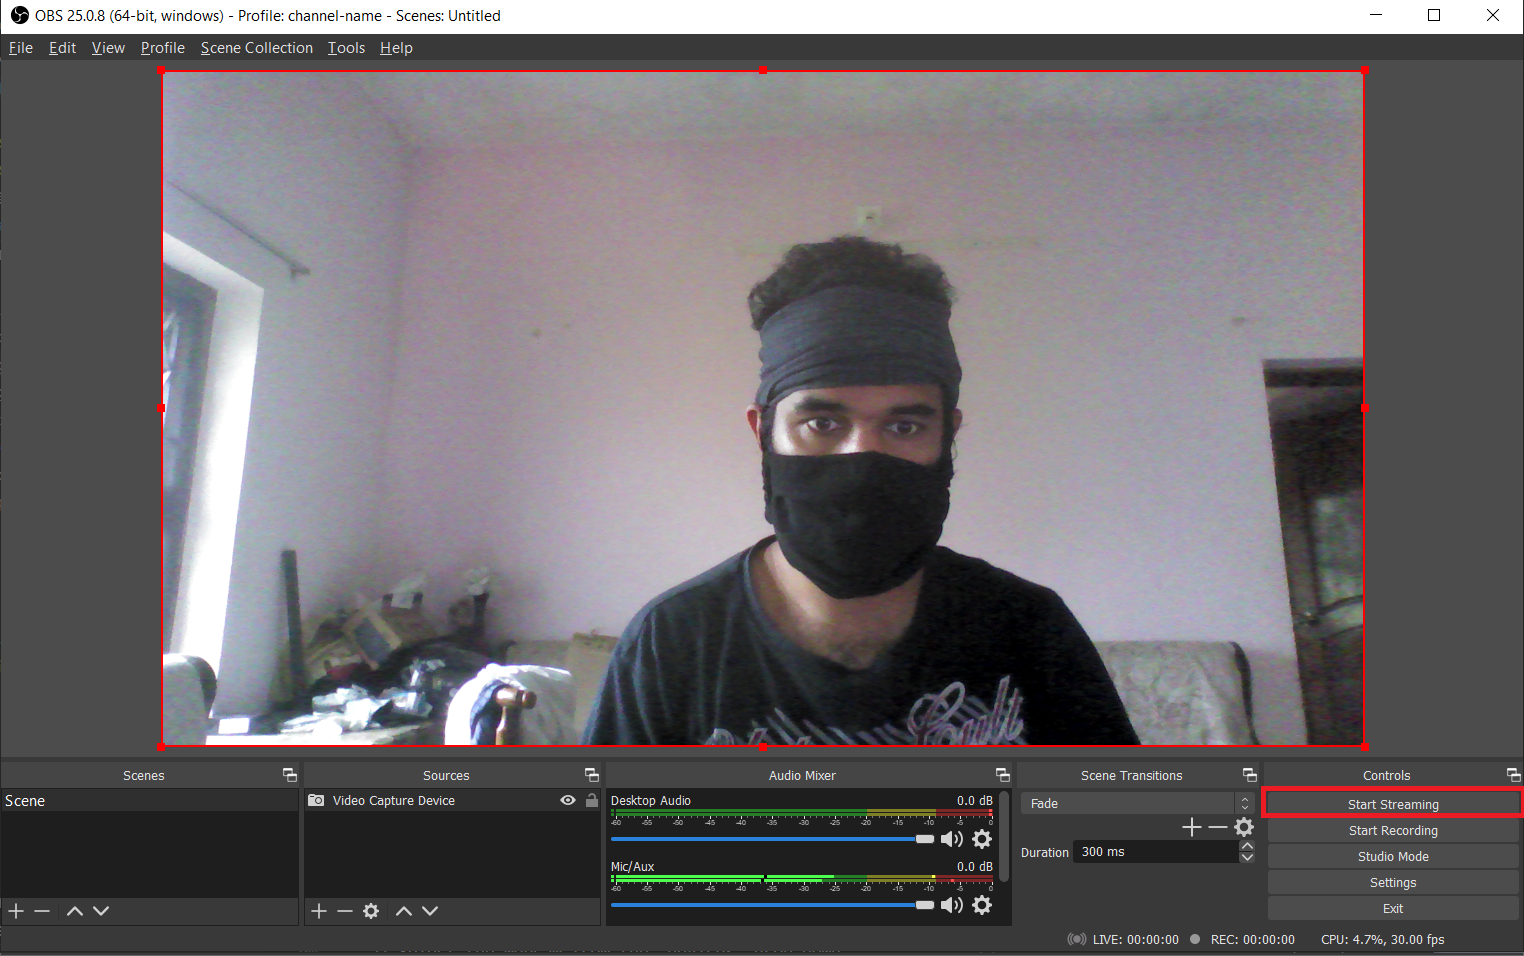 OBS 25.0.8 (64-bit, windows) - Profile: channel-name - Scenes: Untitled
File Edit View Profile Scene Collection Tools Help
Scenes
Scene
Sources
Video Capture Device
Audio Mixer
Desktop Audio 0.0 dB
-60 -55 -50 -45 -40 -35 -30 -25 -20 -15 -10 -5 0
Mic/Aux 0.0 dB
-60 -55 -50 -45 -40 -35 -30 -25 -20 -15 -10 -5 0
Scene Transitions
Fade
Duration 300 ms
Controls
Start Streaming
Start Recording
Studio Mode
Settings
Exit
LIVE: 00:00:00 REC: 00:00:00 CPU: 4.7%, 30.00 fps